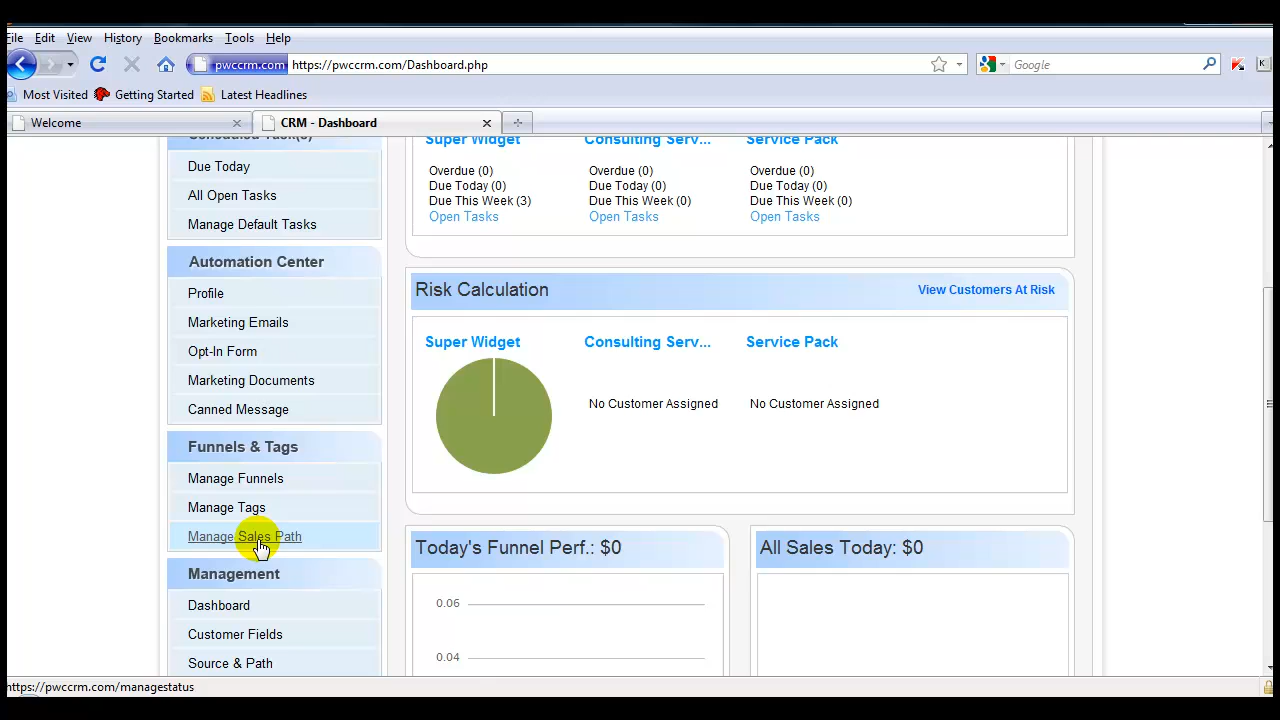 File Edit View History Bookmarks Tools Help
pwccrm.com https://pwccrm.com/Dashboard.php
Google
Most Visited Getting Started Latest Headlines
Welcome
CRM - Dashboard
Scheduled Task(s)
Due Today
All Open Tasks
Manage Default Tasks
Automation Center
Profile
Marketing Emails
Opt-In Form
Marketing Documents
Canned Message
Funnels & Tags
Manage Funnels
Manage Tags
Manage Sales Path
Management
Dashboard
Customer Fields
Source & Path
Super Widget Consulting Serv... Service Pack
Overdue (0) Overdue (0) Overdue (0)
Due Today (0) Due Today (0) Due Today (0)
Due This Week (3) Due This Week (0) Due This Week (0)
Open Tasks Open Tasks Open Tasks
Risk Calculation View Customers At Risk
Super Widget Consulting Serv... Service Pack
No Customer Assigned No Customer Assigned
Today's Funnel Perf.: $0
0.06
0.04
All Sales Today: $0
https://pwccrm.com/managestatus